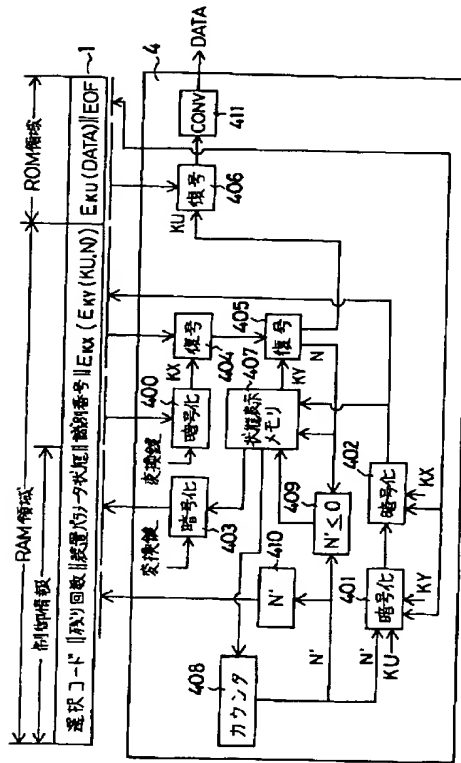 RAM領域
ROM領域
制御情報
選択コード‖残り回数‖装置パラメータ状態‖識別番号‖EKX(EKY(KU,N))‖EKU(DATA)‖EOF
1
4
変換鍵
変換鍵
暗号化
400
KX
復号
404
暗号化
403
状態表示
メモリ
407
KY
復号
405
KU
復号
406
CONV
411
DATA
N
N'≤0
409
N'
410
カウンタ
408
N'
N'
KU
暗号化
401
KY
暗号化
402
KX